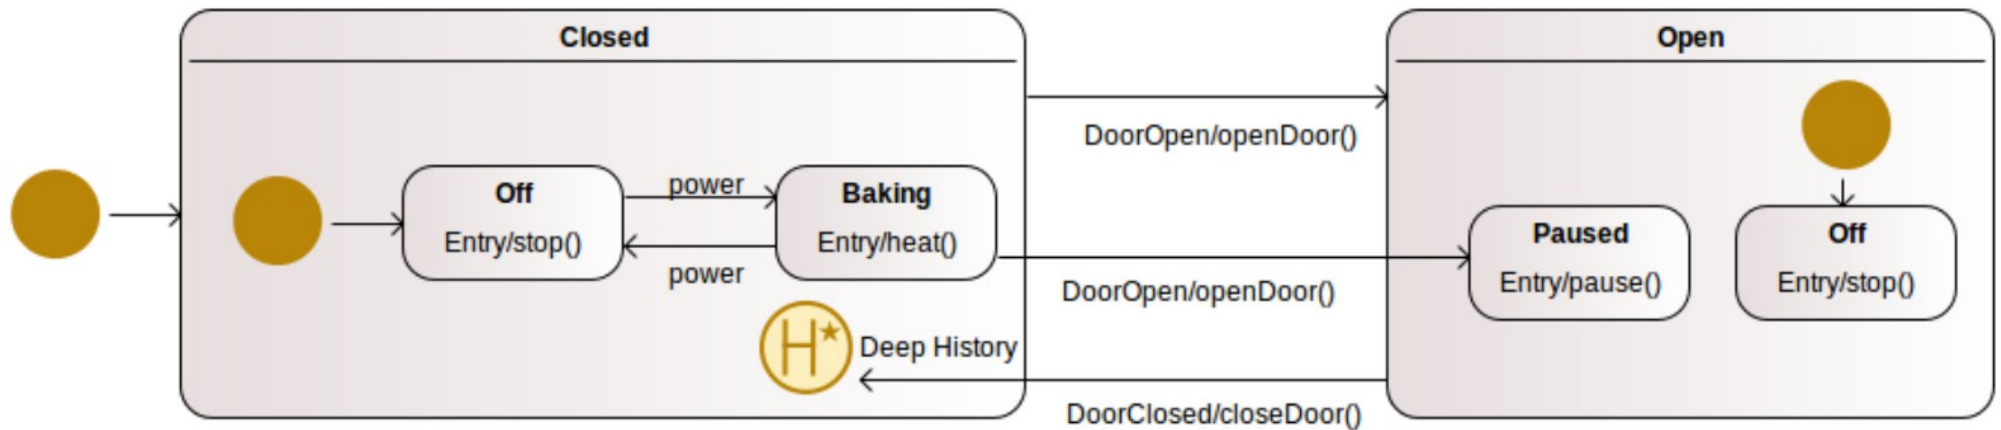 Closed
Off
Entry/stop()
power
power
Baking
Entry/heat()
H★
Deep History
DoorOpen/openDoor()
DoorOpen/openDoor()
DoorClosed/closeDoor()
Open
Paused
Entry/pause()
Off
Entry/stop()